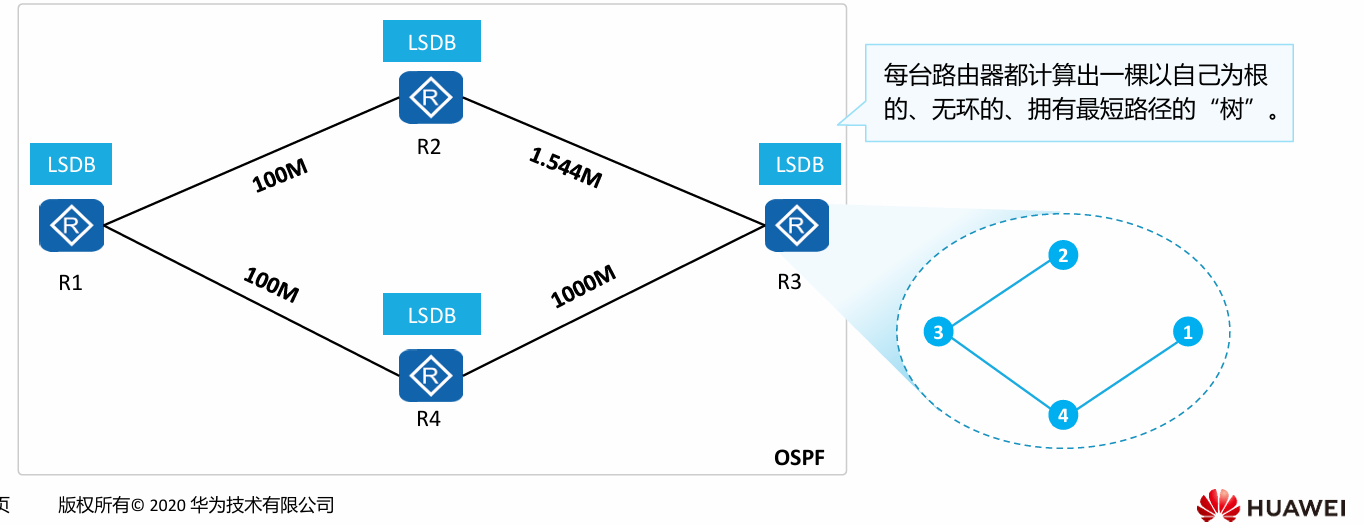 LSDB
R
R2
每台路由器都计算出一棵以自己为根
的、无环的、拥有最短路径的“树”。
LSDB
R
R1
100M
1.544M
LSDB
R
R3
100M
1000M
LSDB
R
R4
2
3
1
4
OSPF
页
版权所有© 2020 华为技术有限公司
HUAWEI